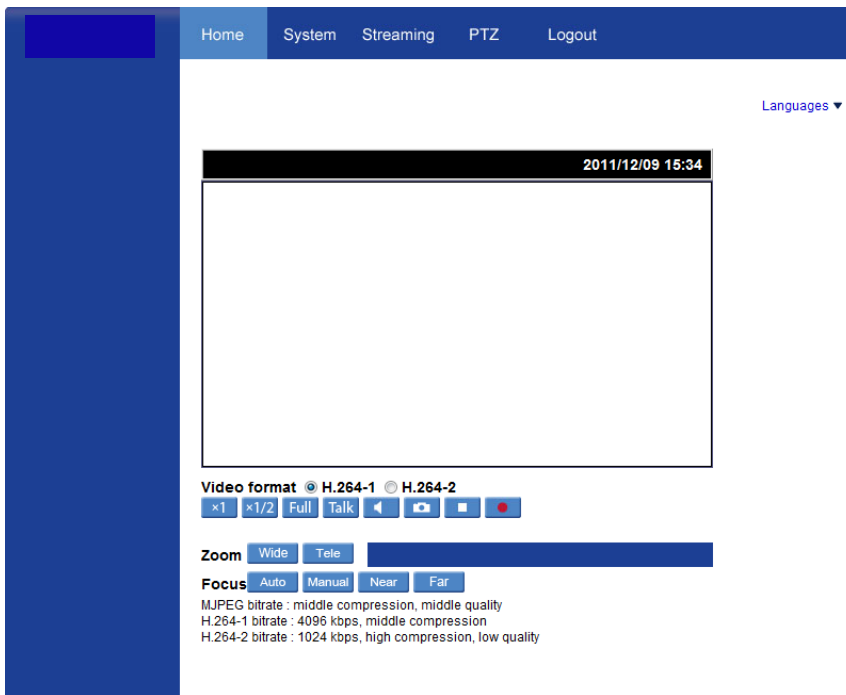 Home System Streaming PTZ Logout
Languages ▼
2011/12/09 15:34
Video format H.264-1 H.264-2
×1 ×1/2 Full Talk
Zoom Wide Tele
Focus Auto Manual Near Far
MJPEG bitrate : middle compression, middle quality
H.264-1 bitrate : 4096 kbps, middle compression
H.264-2 bitrate : 1024 kbps, high compression, low quality